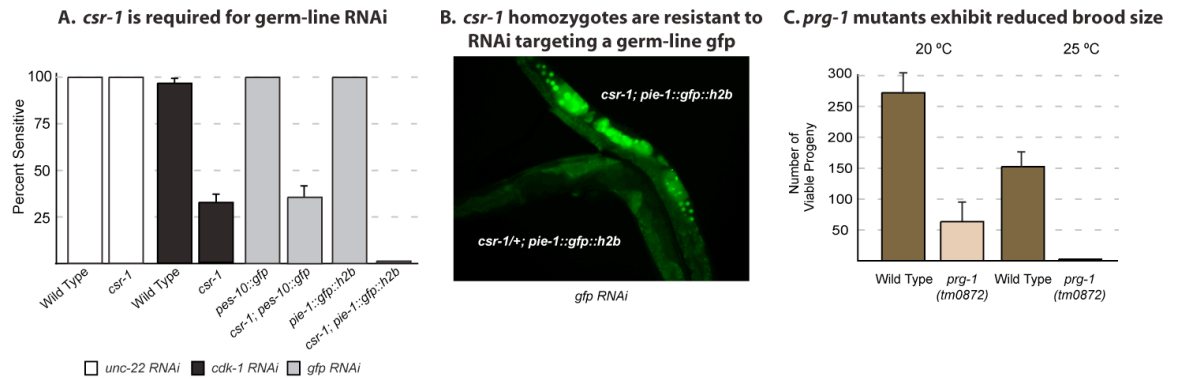 A. csr-1 is required for germ-line RNAi
Percent Sensitive
100
75
50
25
Wild Type
csr-1
Wild Type
csr-1
pes-10::gfp
csr-1; pes-10::gfp
pie-1::gfp::h2b
csr-1; pie-1::gfp::h2b
unc-22 RNAi cdk-1 RNAi gfp RNAi
B. csr-1 homozygotes are resistant to
RNAi targeting a germ-line gfp
csr-1; pie-1::gfp::h2b
csr-1/+; pie-1::gfp::h2b
gfp RNAi
C. prg-1 mutants exhibit reduced brood size
20 ºC 25 ºC
Number of
Viable Progeny
300
250
200
150
100
50
Wild Type prg-1 Wild Type prg-1
(tm0872) (tm0872)